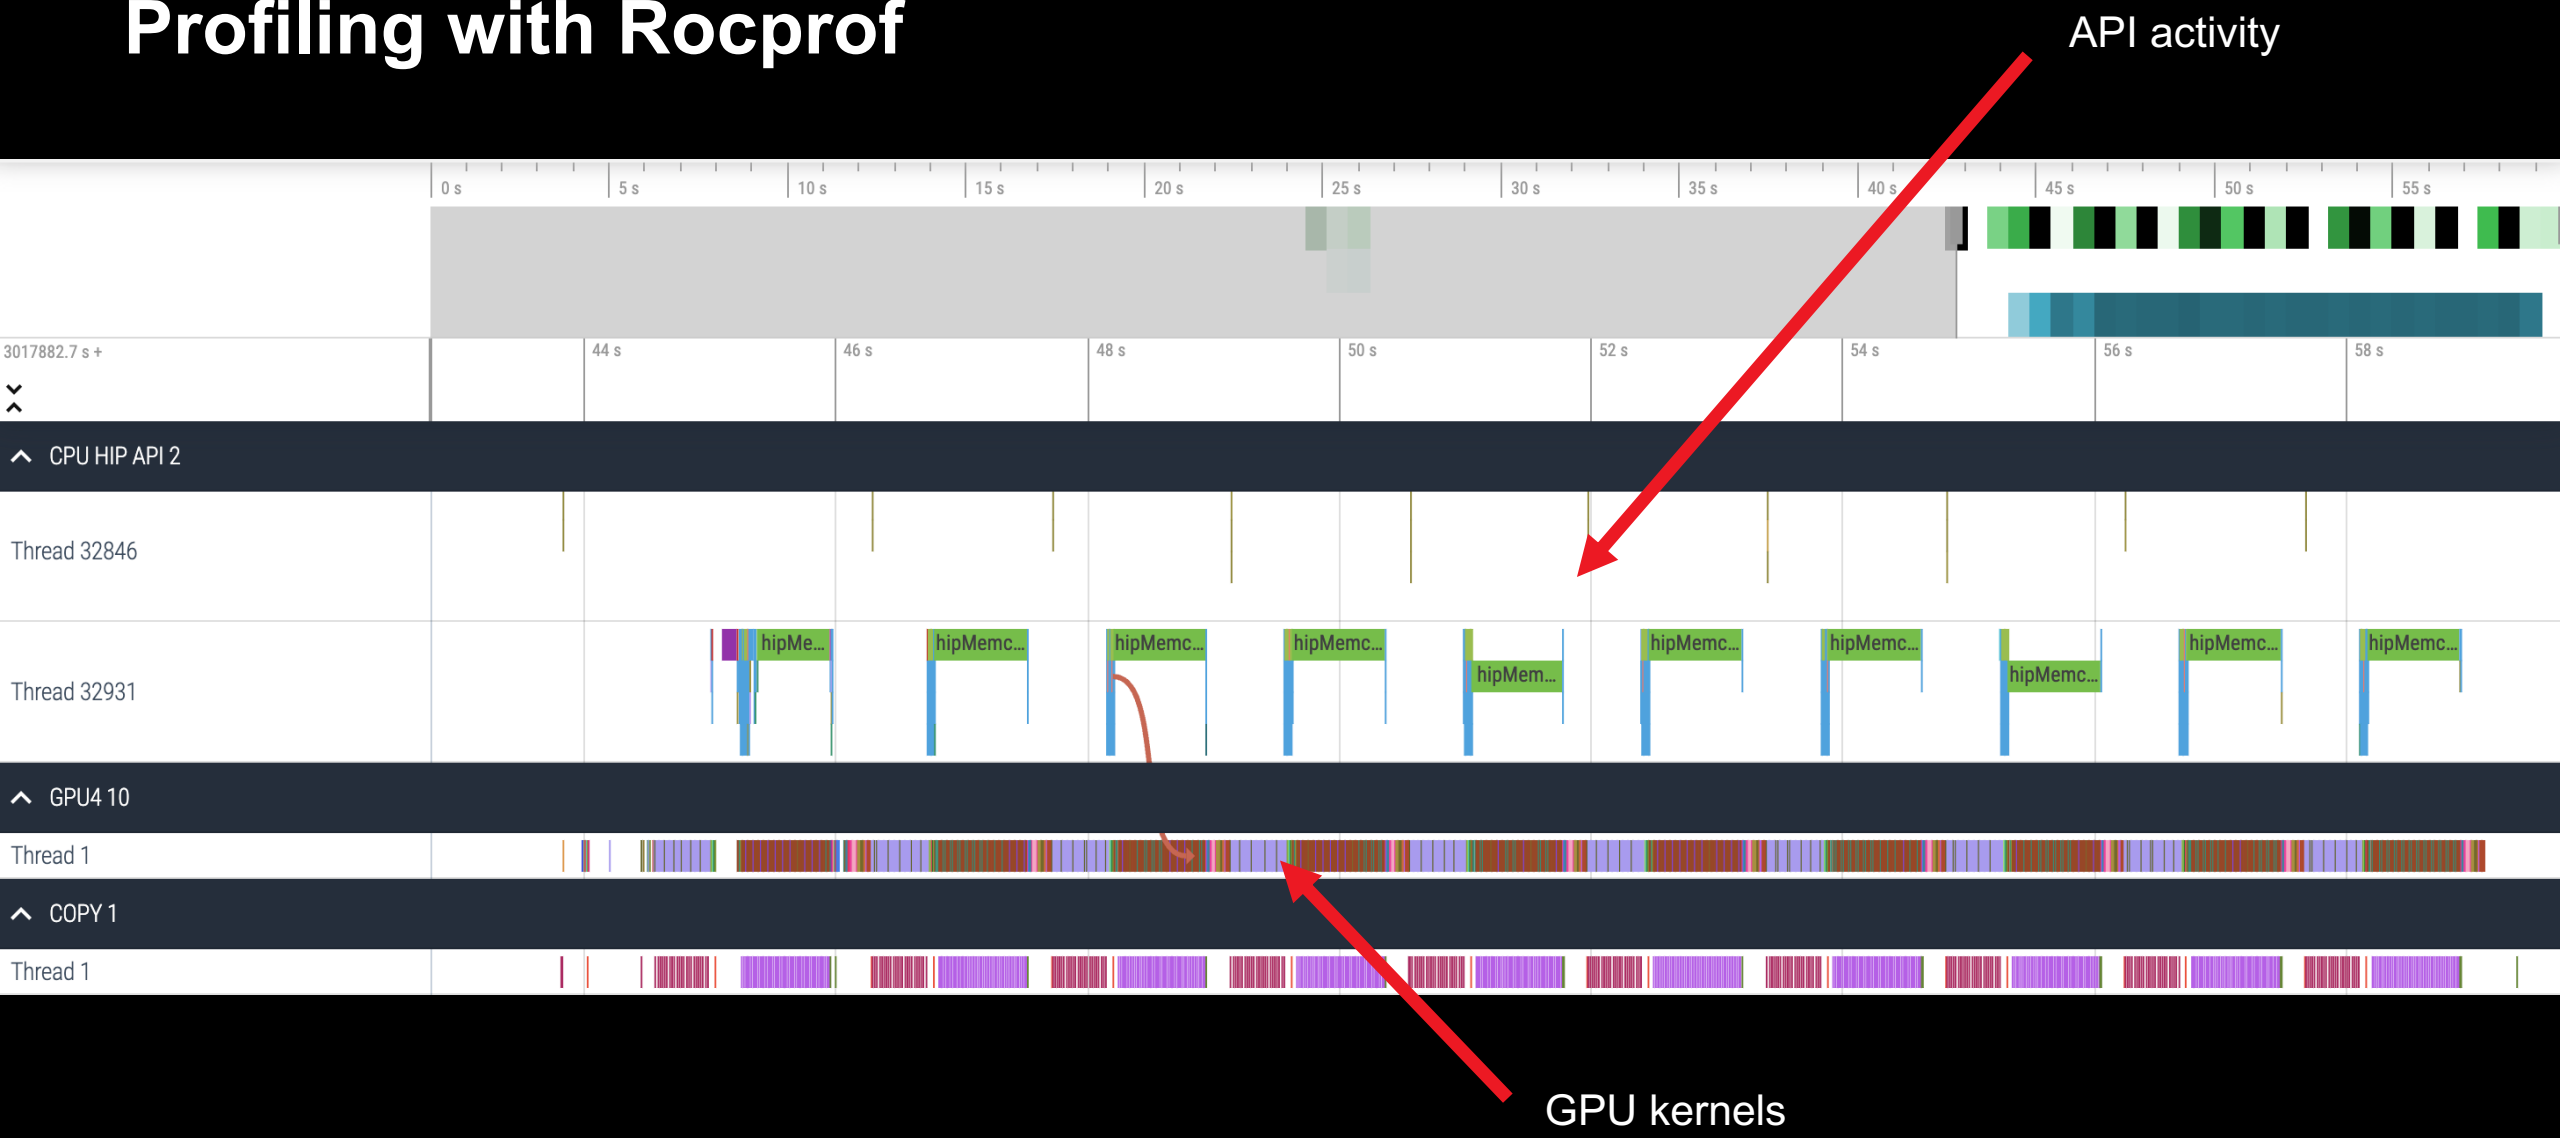 Profiling with Rocprof
API activity
0 s 5 s 10 s 15 s 20 s 25 s 30 s 35 s 40 s 45 s 50 s 55 s
3017882.7 s +
44 s 46 s 48 s 50 s 52 s 54 s 56 s 58 s
CPU HIP API 2
Thread 32846
hipMe... hipMemc... hipMemc... hipMemc... hipMemc... hipMemc... hipMemc... hipMemc...
Thread 32931
hipMem... hipMemc...
GPU4 10
Thread 1
COPY 1
Thread 1
GPU kernels